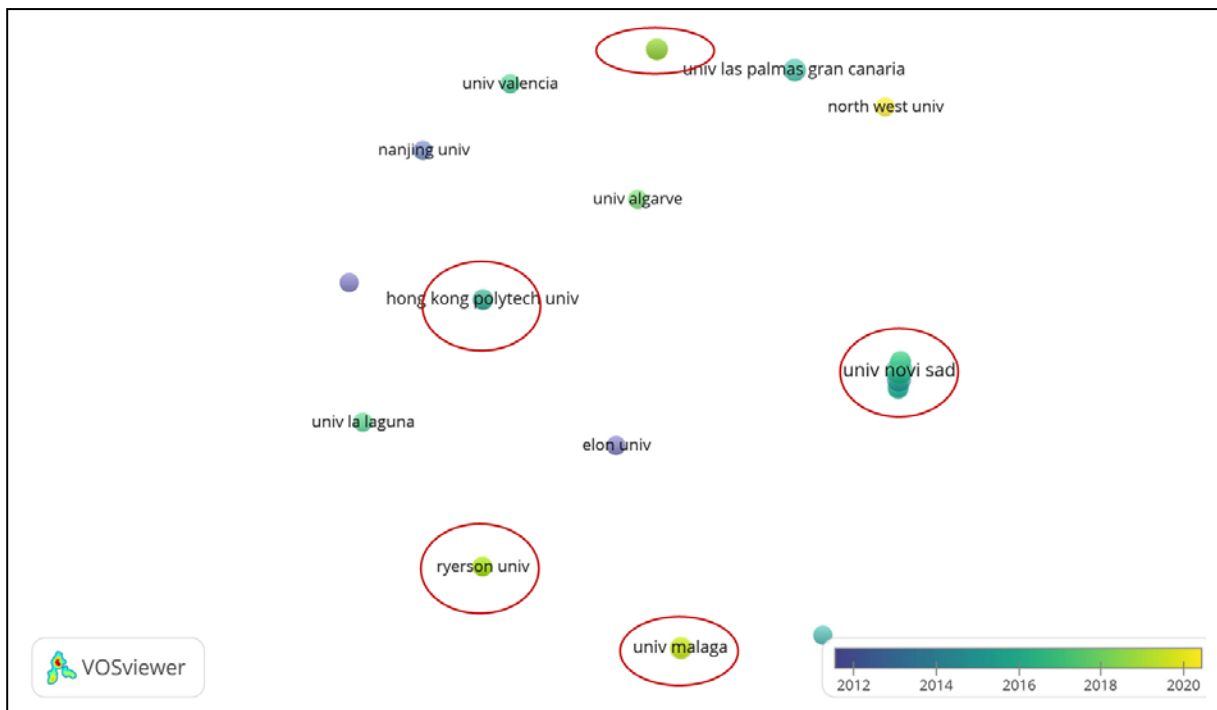 univ las palmas gran canaria
univ valencia
north west univ
nanjing univ
univ algarve
hong kong polytech univ
univ novi sad
univ la laguna
elon univ
ryerson univ
univ malaga
VOSviewer
2012 2014 2016 2018 2020